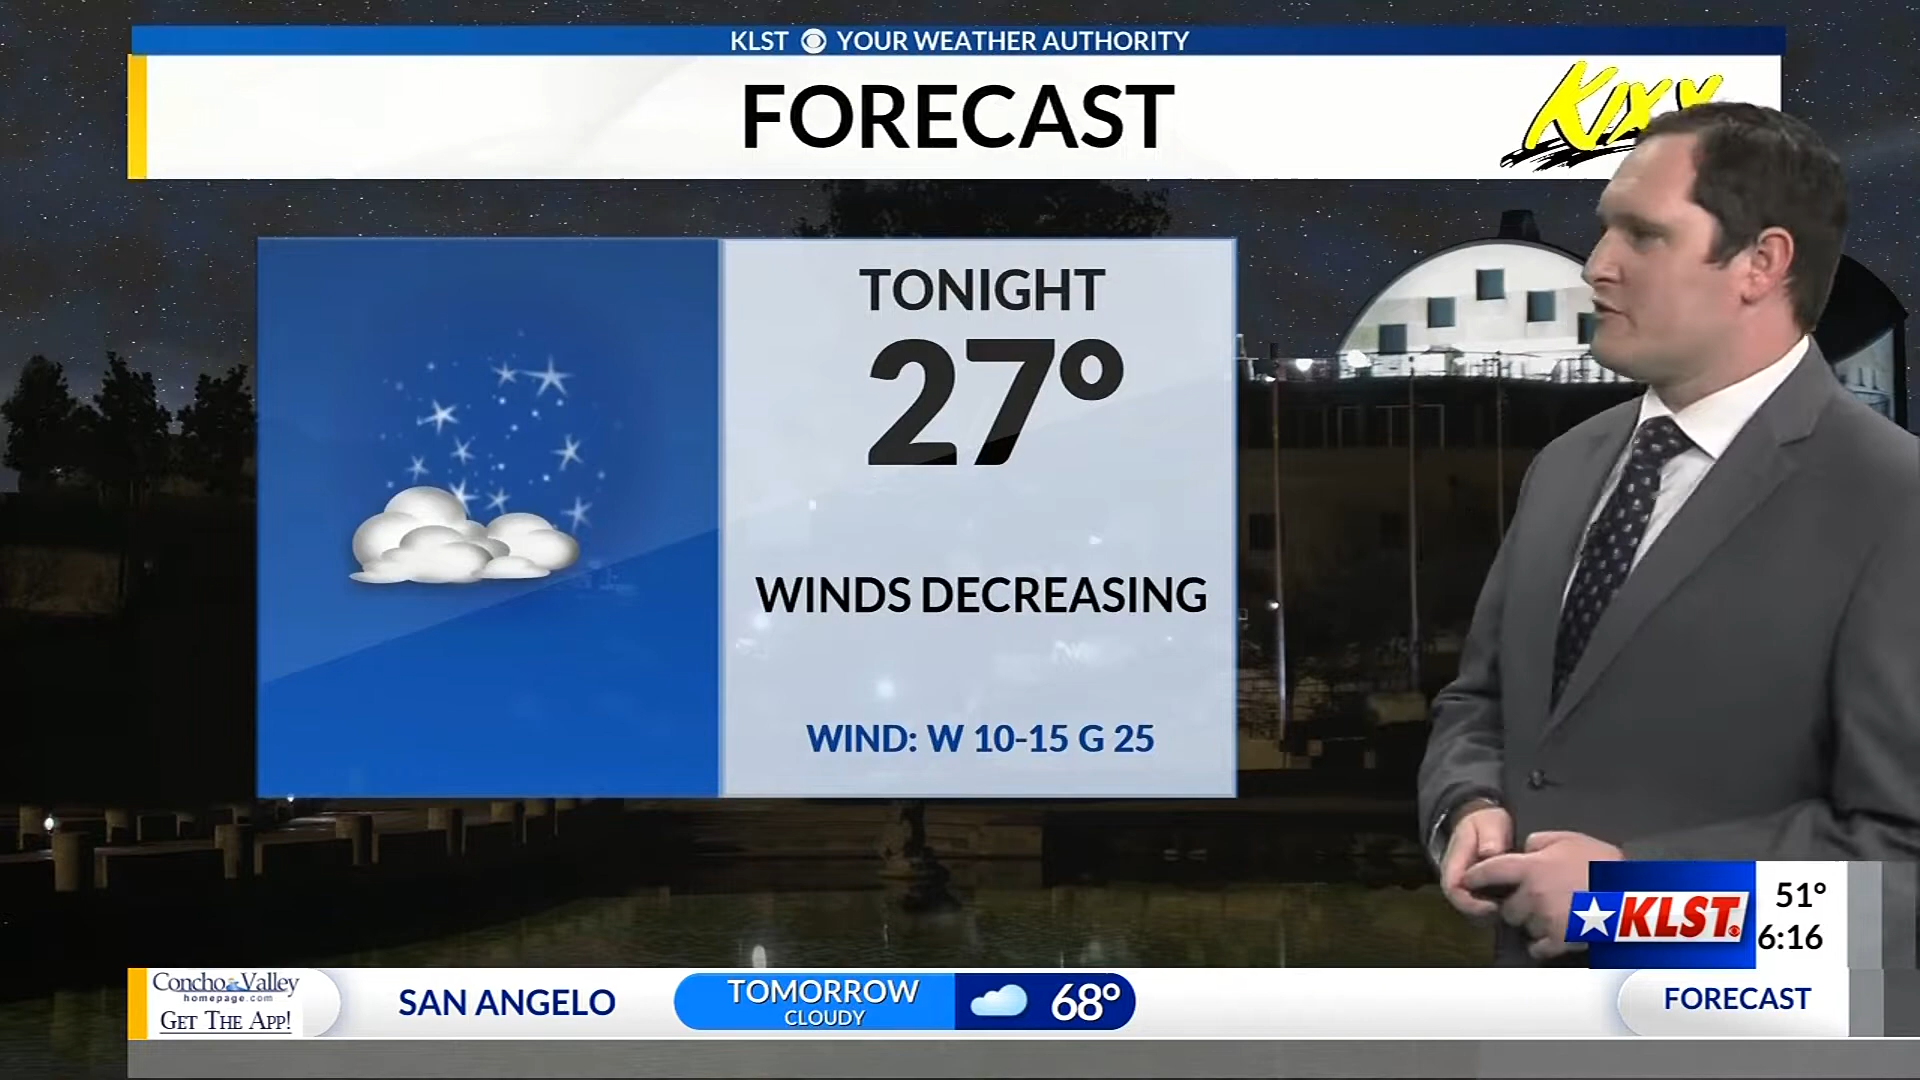 KLST YOUR WEATHER AUTHORITY
FORECAST
TONIGHT
27°
WINDS DECREASING
WIND: W 10-15 G 25
KLST
51°
6:16
Concho Valley
homepage.com
GET THE APP!
SAN ANGELO
TOMORROW
CLOUDY
68°
FORECAST